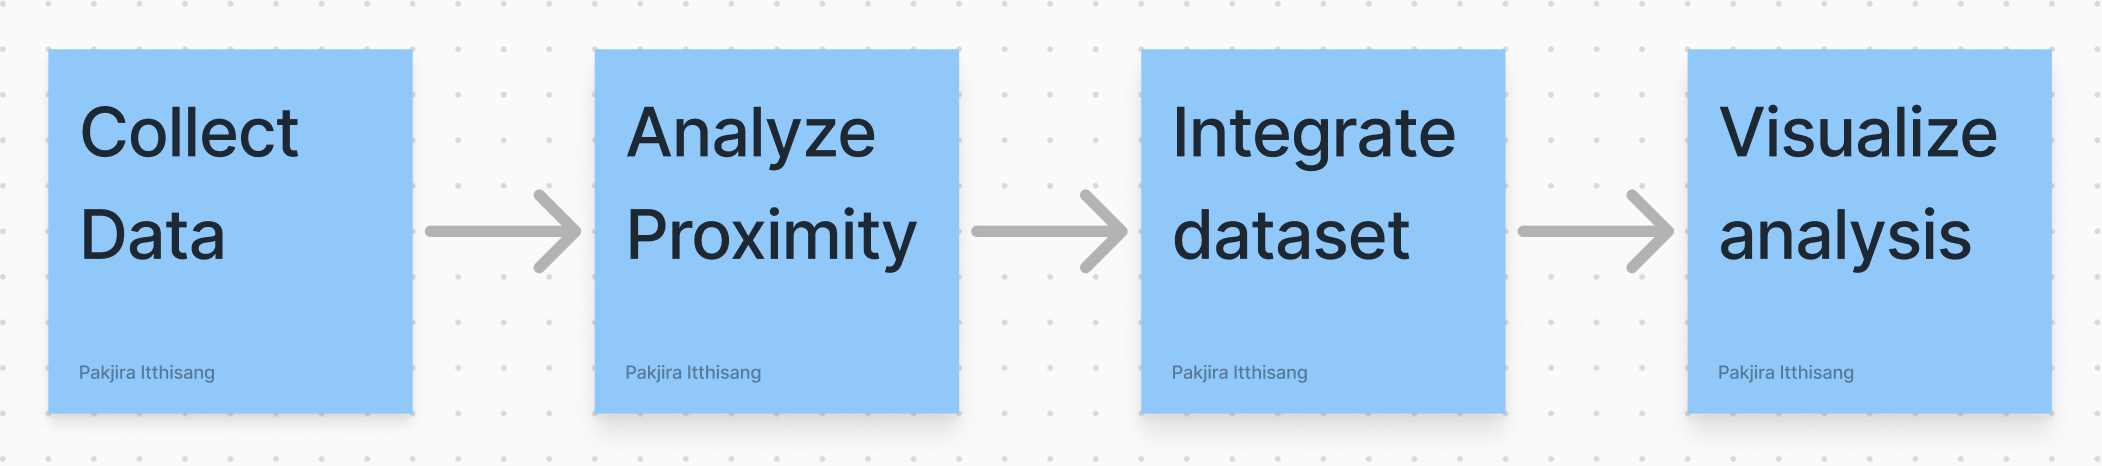 Collect
Data
Pakjira Itthisang
Analyze
Proximity
Pakjira Itthisang
Integrate
dataset
Pakjira Itthisang
Visualize
analysis
Pakjira Itthisang